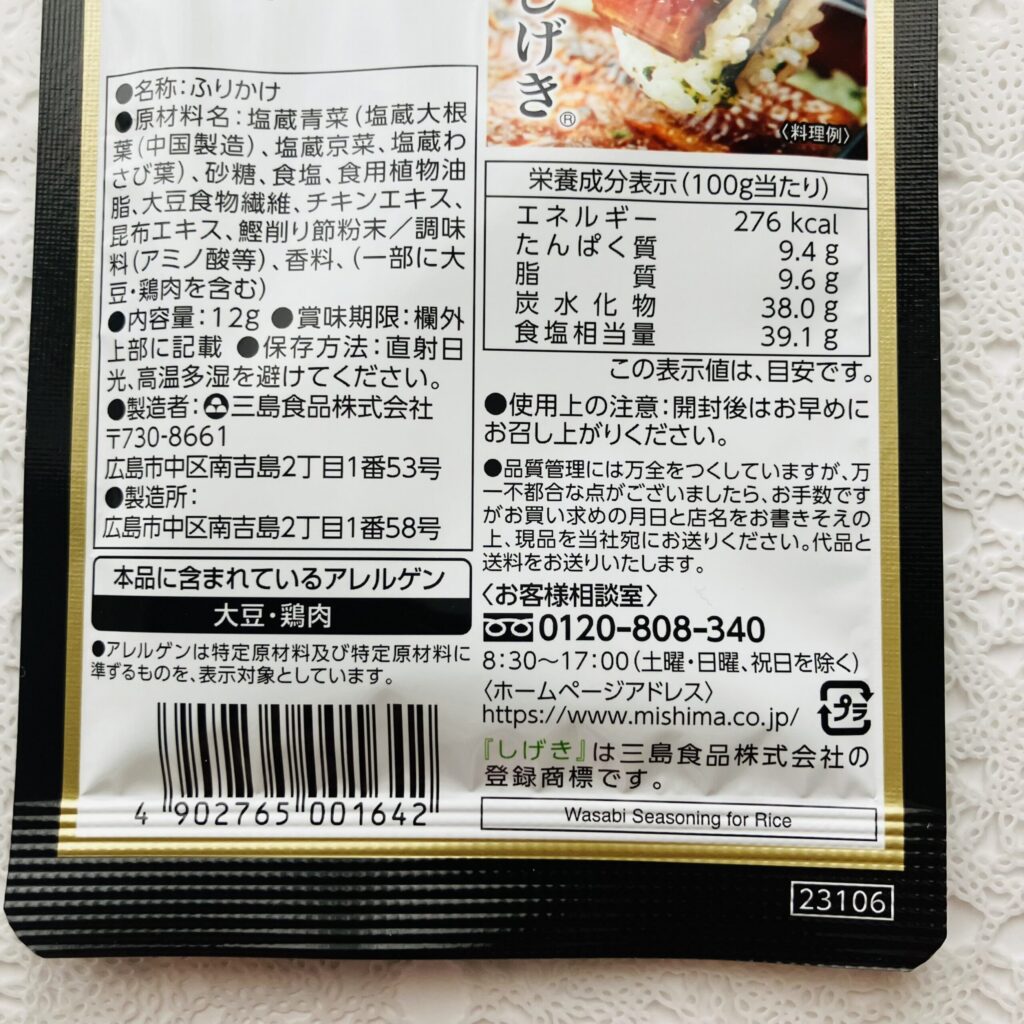 ●名称：ふりかけ
●原材料名：塩蔵青菜（塩蔵大根
葉（中国製造）、塩蔵京菜、塩蔵わ
さび葉）、砂糖、食塩、食用植物油
脂、大豆食物繊維、チキンエキス、
昆布エキス、鰹削り節粉末／調味
料（アミノ酸等）、香料、（一部に大
豆・鶏肉を含む）
●内容量：12g ●賞味期限：欄外
上部に記載 ●保存方法：直射日
光、高温多湿を避けてください。
●製造者：三島食品株式会社
〒730-8661
広島市中区南吉島2丁目1番53号
●製造所：
広島市中区南吉島2丁目1番58号
本品に含まれているアレルゲン
大豆・鶏肉
●アレルゲンは特定原材料及び特定原材料に
準ずるものを、表示対象としています。
4 902765 001642
しげき®
〈料理例〉
栄養成分表示（100g当たり）
エネルギー 276 kcal
たんぱく質 9.4 g
脂質 9.6 g
炭水化物 38.0 g
食塩相当量 39.1 g
この表示値は、目安です。
●使用上の注意：開封後はお早めに
お召し上がりください。
●品質管理には万全をつくしていますが、万
一不都合な点がございましたら、お手数です
がお買い求めの月日と店名をお書きそえの
上、現品を当社宛にお送りください。代品と
送料をお送りいたします。
〈お客様相談室〉
0120-808-340
8:30〜17:00（土曜・日曜、祝日を除く）
〈ホームページアドレス〉
https://www.mishima.co.jp/
プラ
『しげき』は三島食品株式会社の
登録商標です。
Wasabi Seasoning for Rice
23106